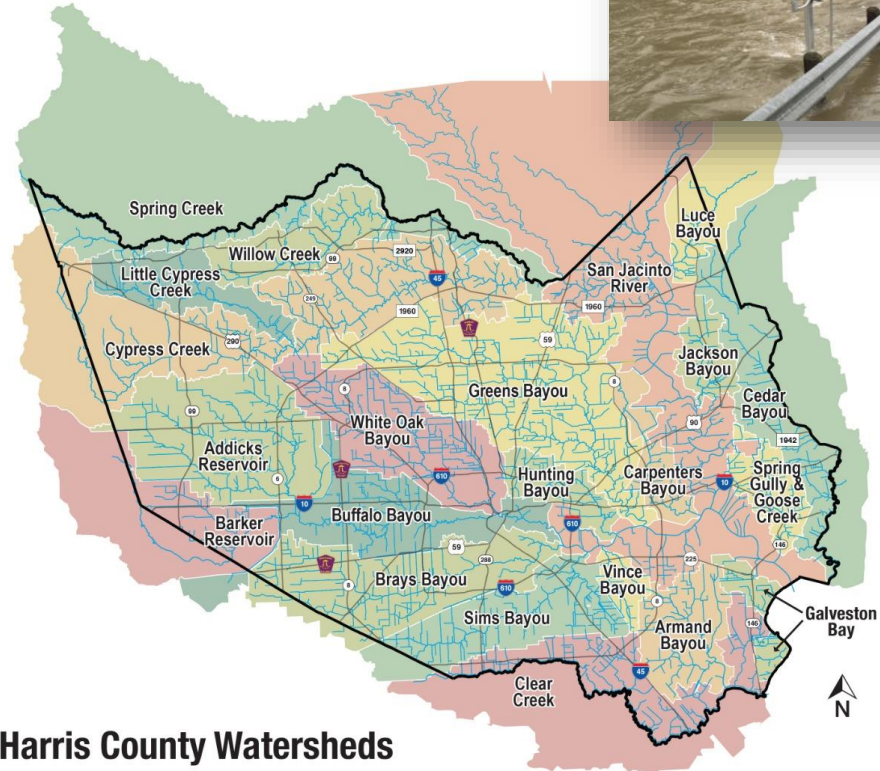 Spring Creek
Luce
Bayou
Willow Creek
99
2920
Little Cypress
Creek
45
San Jacinto
River
249
1960
1960
Cypress Creek
290
59
Jackson
Bayou
8
8
Greens Bayou
Cedar
Bayou
99
White Oak
Bayou
90
1942
Addicks
Reservoir
6
610
Hunting
Bayou
Carpenters
Bayou
10
Spring
Gully &
Goose
Creek
10
Buffalo Bayou
610
Barker
Reservoir
59
288
225
146
Brays Bayou
8
610
Vince
Bayou
8
Sims Bayou
Armand
Bayou
146
Galveston
Bay
45
Clear
Creek
N
Harris County Watersheds